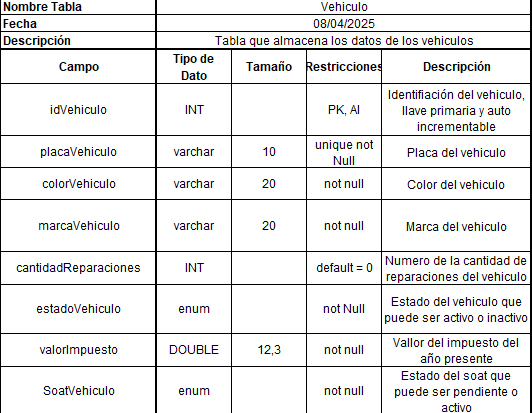 Nombre Tabla Vehiculo
Fecha 08/04/2025
Descripción Tabla que almacena los datos de los vehiculos
Campo Tipo de Dato Tamaño Restricciones Descripción
idVehiculo INT PK, AI Identifiación del vehiculo, llave primaria y auto incrementable
placaVehiculo varchar 10 unique not Null Placa del vehiculo
colorVehiculo varchar 20 not null Color del vehiculo
marcaVehiculo varchar 20 not null Marca del vehiculo
cantidadReparaciones INT default = 0 Numero de la cantidad de reparaciones del vehiculo
estadoVehiculo enum not Null Estado del vehiculo que puede ser activo o inactivo
valorImpuesto DOUBLE 12,3 not null Vallor del impuesto del año presente
SoatVehiculo enum not null Estado del soat que puede ser pendiente o activo